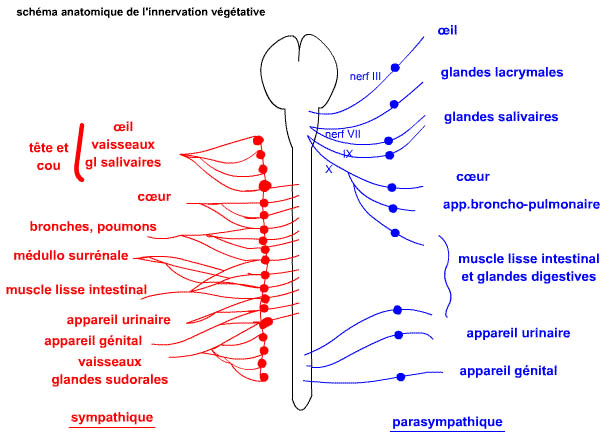 schéma anatomique de l'innervation végétative
œil
nerf III
glandes lacrymales
glandes salivaires
nerf VII
IX
X
cœur
app.broncho-pulmonaire
muscle lisse intestinal
et glandes digestives
appareil urinaire
appareil génital
parasympathique
tête et
cou
œil
vaisseaux
gl salivaires
cœur
bronches, poumons
médullo surrénale
muscle lisse intestinal
appareil urinaire
appareil génital
vaisseaux
glandes sudorales
sympathique